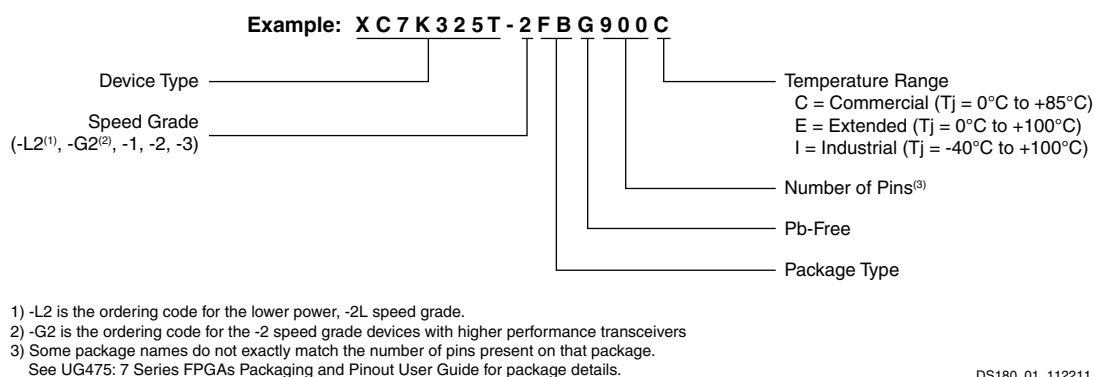 Example: XC7K325T-2FBG900C
Device Type
Speed Grade
(-L2(1), -G2(2), -1, -2, -3)
Temperature Range
C = Commercial (Tj = 0°C to +85°C)
E = Extended (Tj = 0°C to +100°C)
I = Industrial (Tj = -40°C to +100°C)
Number of Pins(3)
Pb-Free
Package Type
1) -L2 is the ordering code for the lower power, -2L speed grade.
2) -G2 is the ordering code for the -2 speed grade devices with higher performance transceivers
3) Some package names do not exactly match the number of pins present on that package.
See UG475: 7 Series FPGAs Packaging and Pinout User Guide for package details.
DS180_01_112211